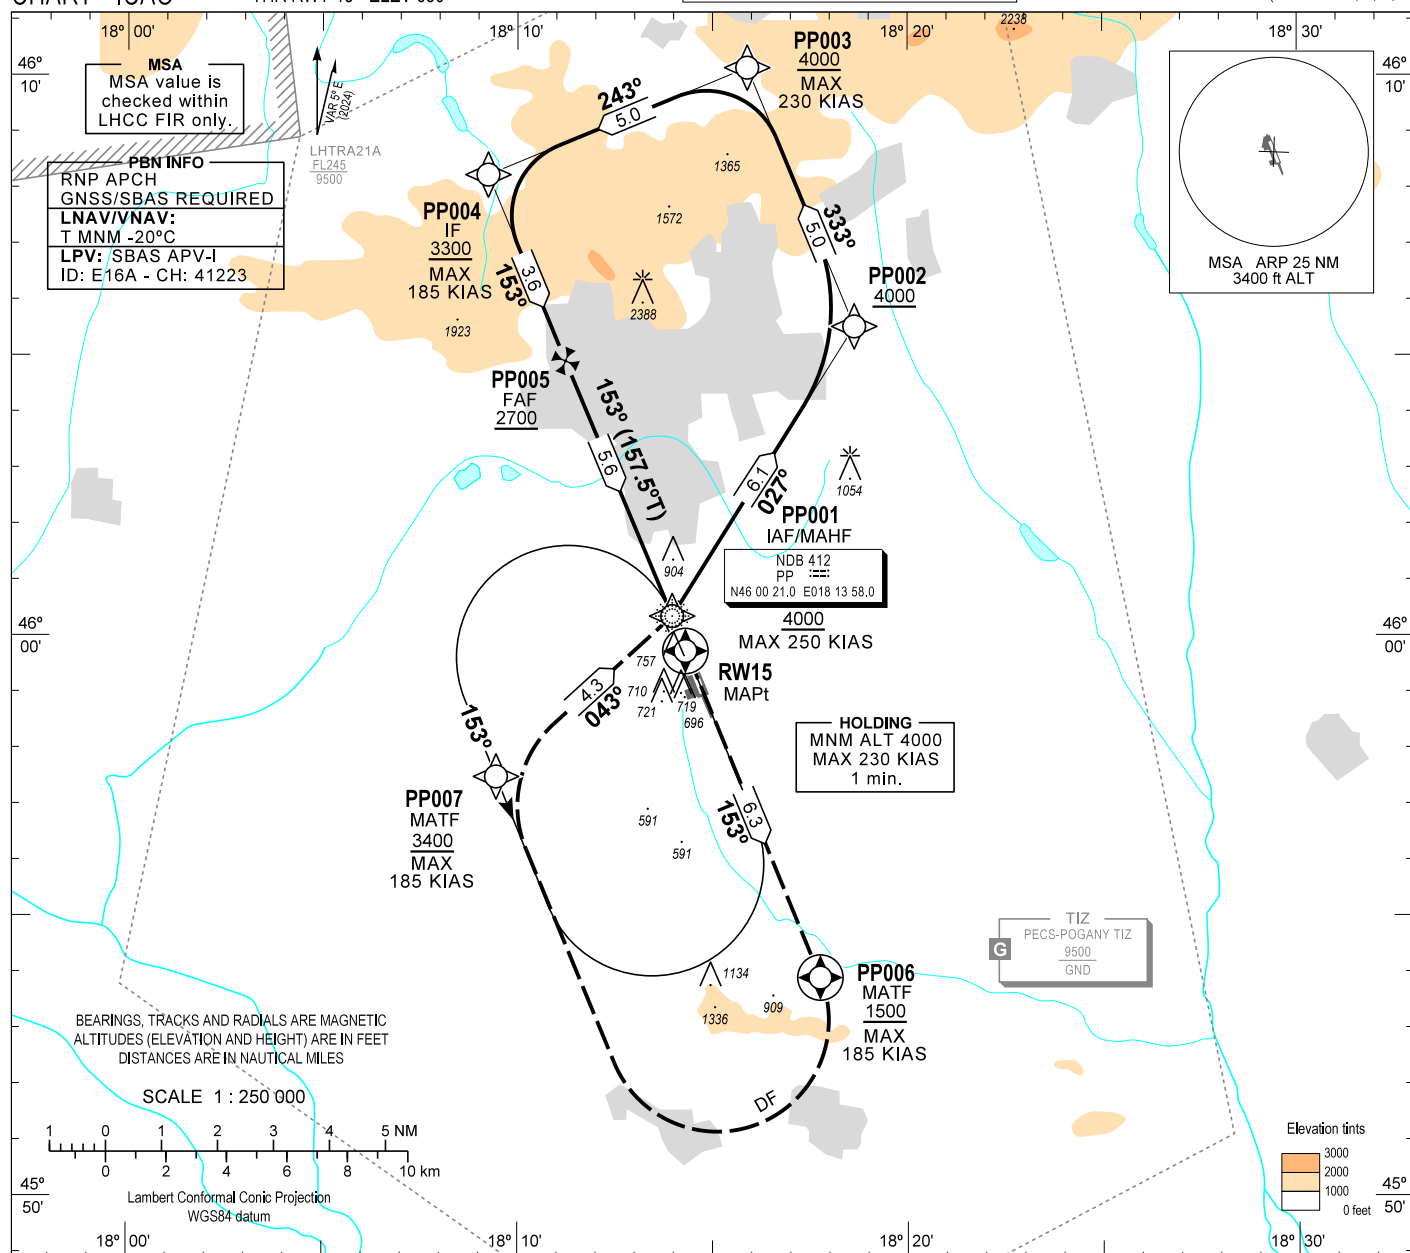 18º 00'
18º 10'
18º 20'
18º 30'
2238
46º
10'
46º
10'
MSA
MSA value is
checked within
LHCC FIR only.
VAR 5º E
(2024)
PP003
4000
MAX
230 KIAS
243º
5.0
LHTRA21A
FL245
9500
PBN INFO
RNP APCH
GNSS/SBAS REQUIRED
LNAV/VNAV:
T MNM -20ºC
LPV: SBAS APV-I
ID: E16A - CH: 41223
1365
1572
PP004
IF
3300
MAX
185 KIAS
3.6
153º
333º
5.0
MSA ARP 25 NM
3400 ft ALT
PP002
4000
2388
1923
PP005
FAF
2700
153º (157.5ºT)
5.6
6.1
027º
1054
PP001
IAF/MAHF
NDB 412
PP
N46 00 21.0 E018 13 58.0
4000
MAX 250 KIAS
904
46º
00'
46º
00'
757
710
721
719
696
RW15
MAPt
4.3
043º
153º
HOLDING
MNM ALT 4000
MAX 230 KIAS
1 min.
PP007
MATF
3400
MAX
185 KIAS
591
591
6.3
153º
TIZ
PECS-POGANY TIZ
9500
GND
G
PP006
MATF
1500
MAX
185 KIAS
1134
909
1336
DF
BEARINGS, TRACKS AND RADIALS ARE MAGNETIC
ALTITUDES (ELEVATION AND HEIGHT) ARE IN FEET
DISTANCES ARE IN NAUTICAL MILES
SCALE 1 : 250 000
1 0 1 2 3 4 5 NM
0 2 4 6 8 10 km
Lambert Conformal Conic Projection
WGS84 datum
Elevation tints
3000
2000
1000
0 feet
45º
50'
45º
50'
18º 00'
18º 10'
18º 20'
18º 30'